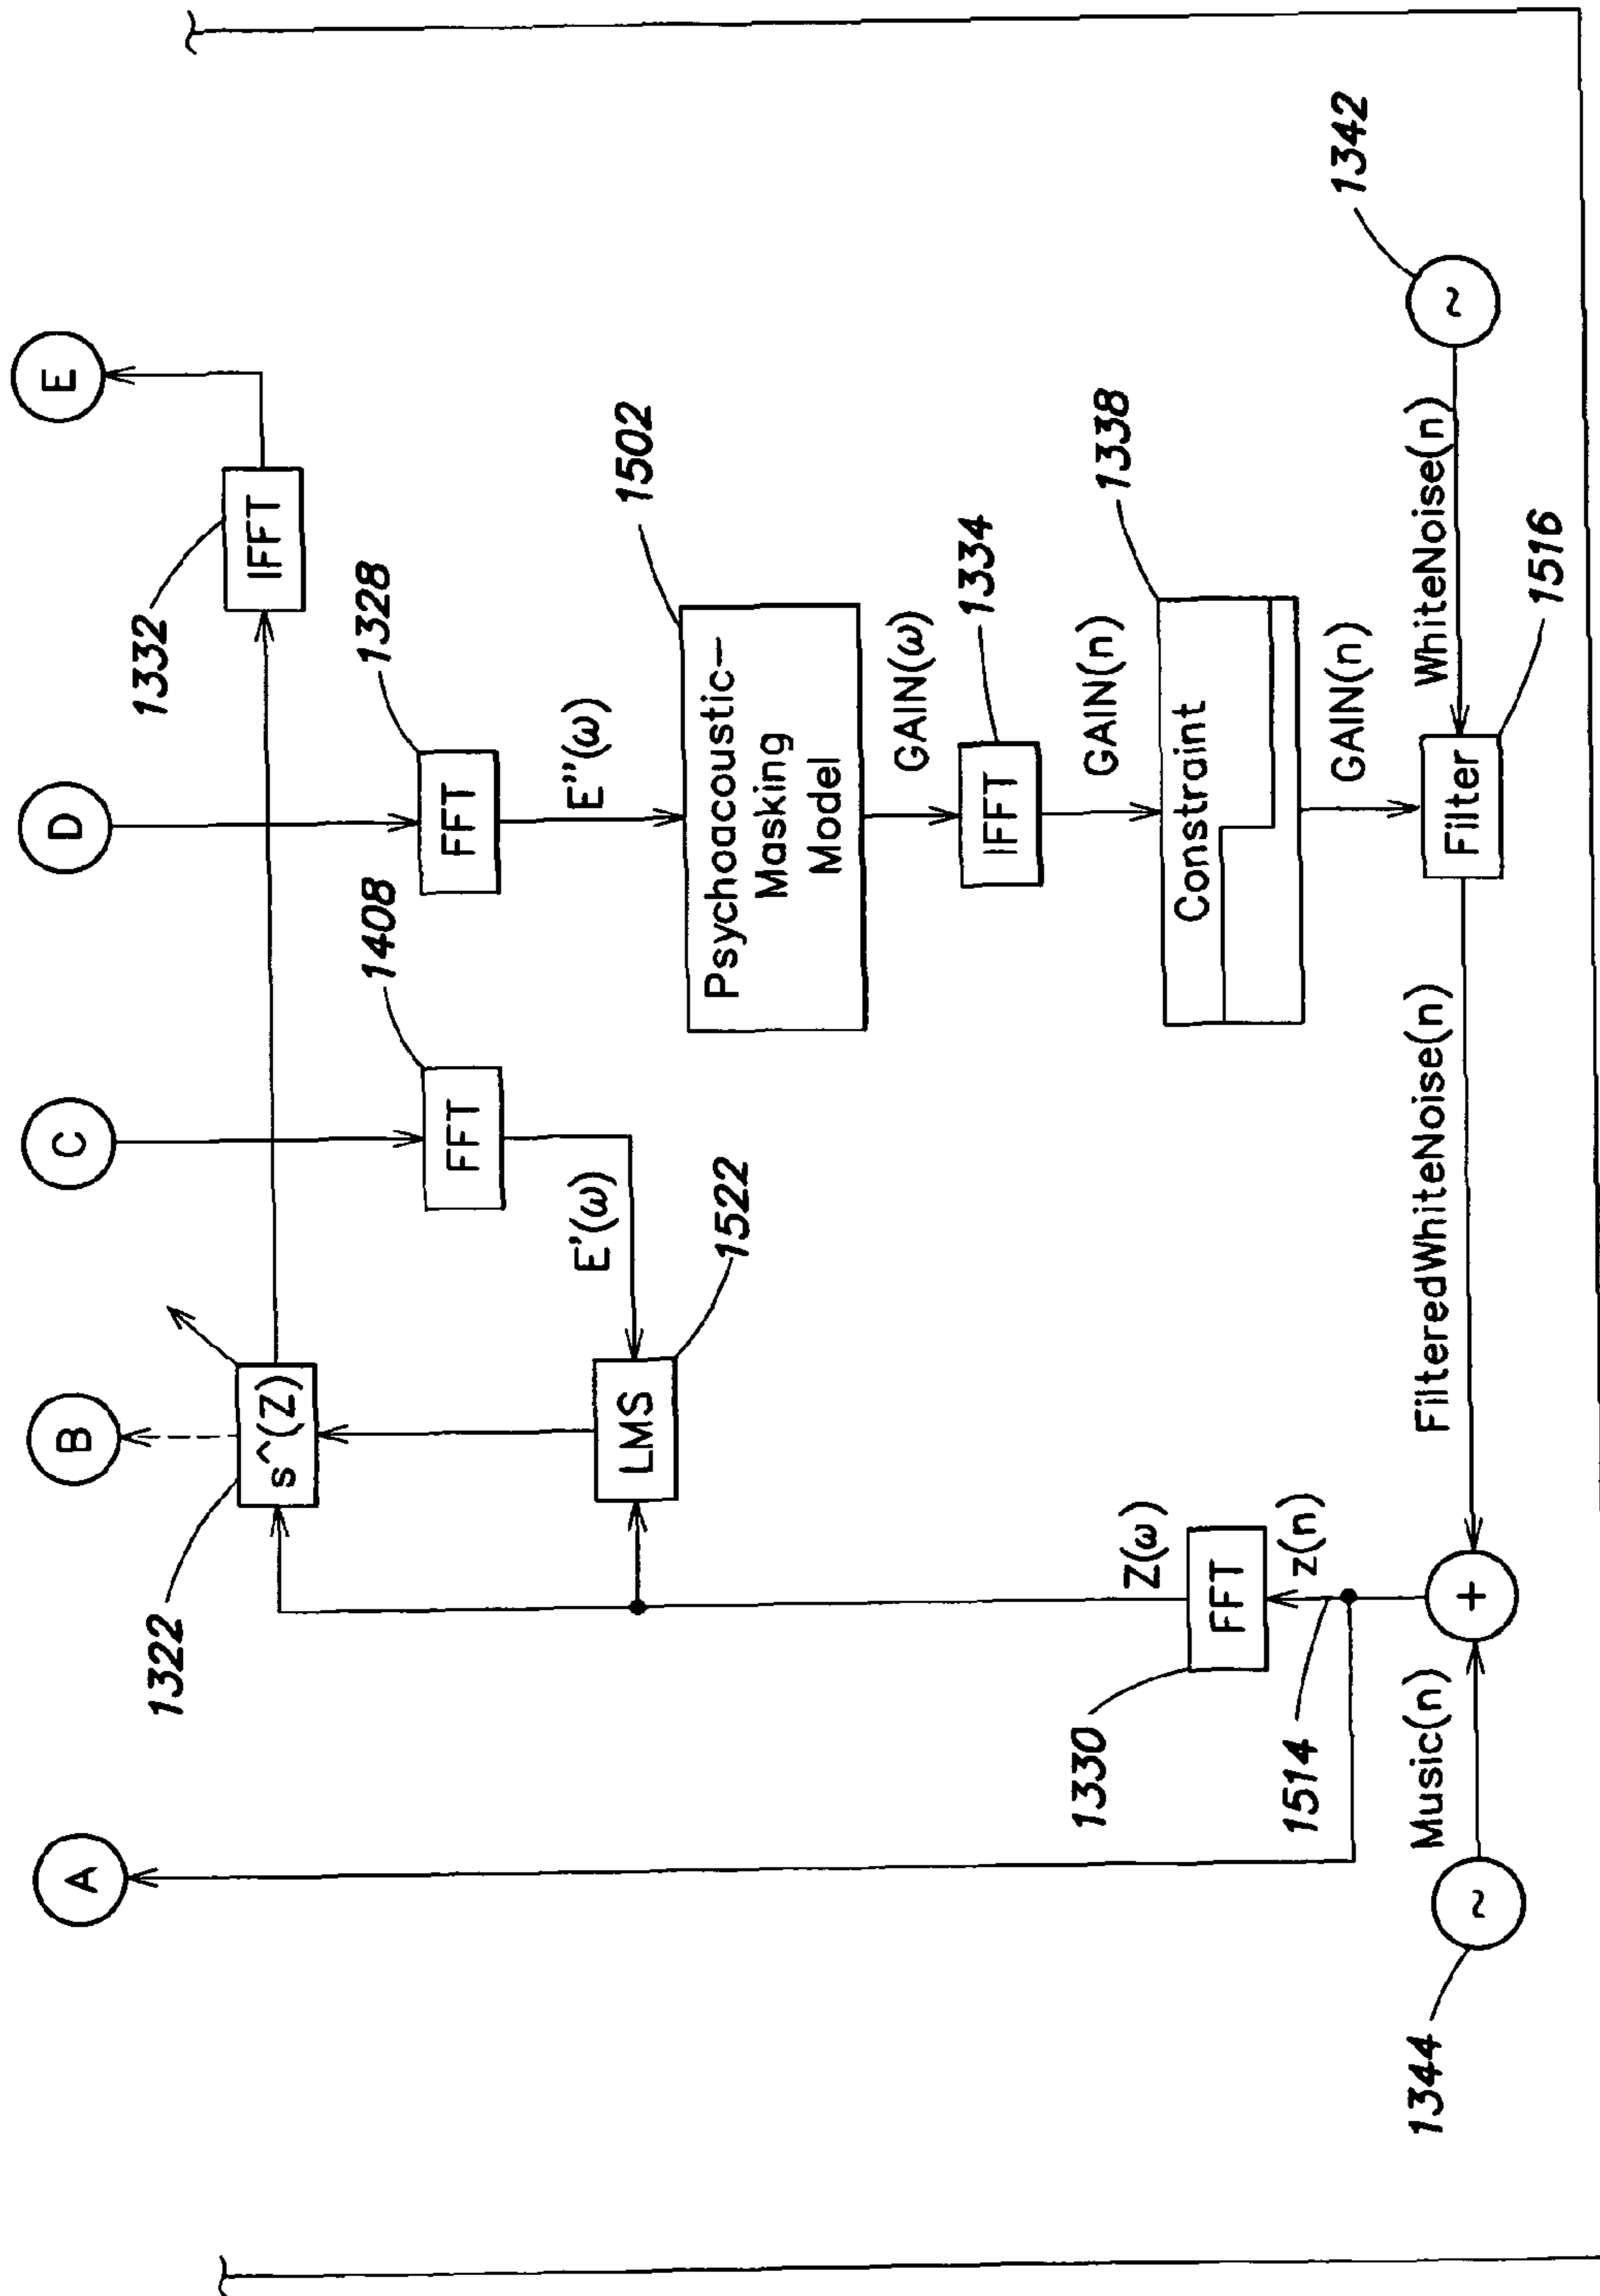 A
B
C
D
E
1322
s^(Z)
1332
IFFT
1408
FFT
1328
FFT
E'(ω)
E"(ω)
LMS
1522
1502
Psychoacoustic-
Masking
Model
GAIN(ω)
1334
IFFT
Z(ω)
1330
FFT
z(n)
1514
GAIN(n)
1338
Constraint
GAIN(n)
1342
1344
Music(n)
+
FilteredWhiteNoise(n)
Filter
WhiteNoise(n)
1516
~
~